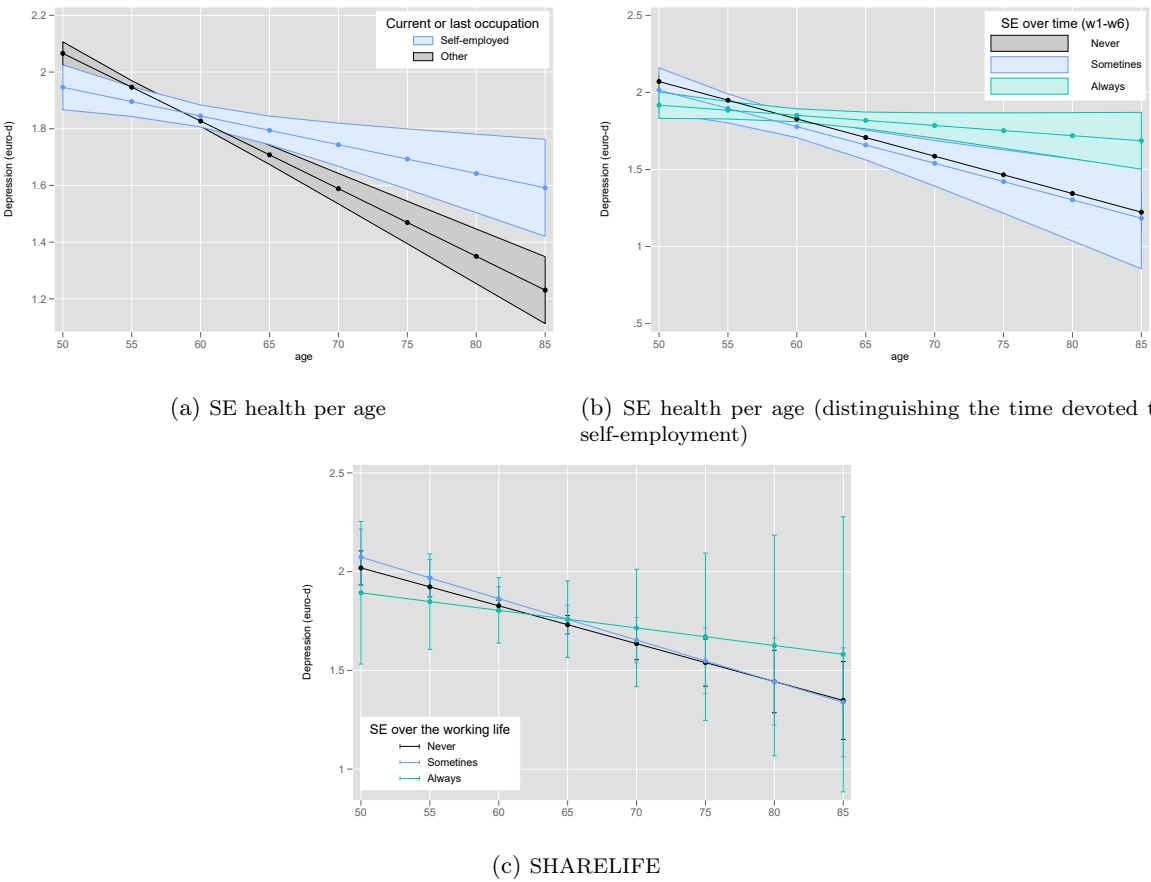 2.2
2
1.8
1.6
1.4
1.2
Depression (euro-d)
50 55 60 65 70 75 80 85
age
Current or last occupation
Self-employed
Other
(a) SE health per age
2.5
2
1.5
1
.5
Depression (euro-d)
50 55 60 65 70 75 80 85
age
SE over time (w1-w6)
Never
Sometines
Always
(b) SE health per age (distinguishing the time devoted t
self-employment)
2.5
2
1.5
1
Depression (euro-d)
50 55 60 65 70 75 80 85
SE over the working life
Never
Sometines
Always
(c) SHARELIFE